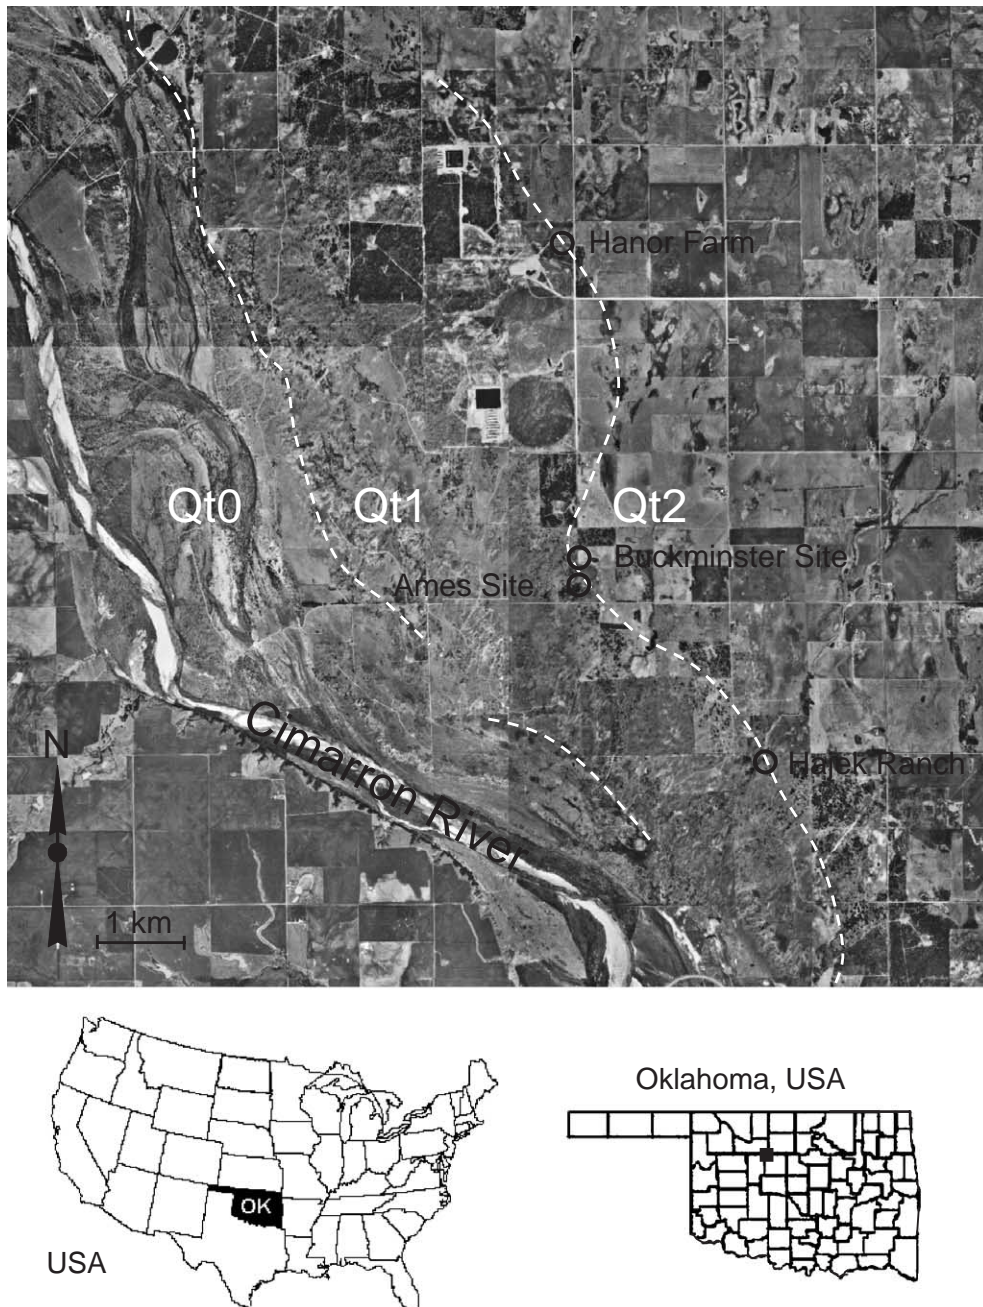 Hanor Farm
Qt0
Qt1
Qt2
Buckminster Site
Ames Site
Cimarron River
N
Hajek Ranch
1 km
Oklahoma, USA
OK
USA